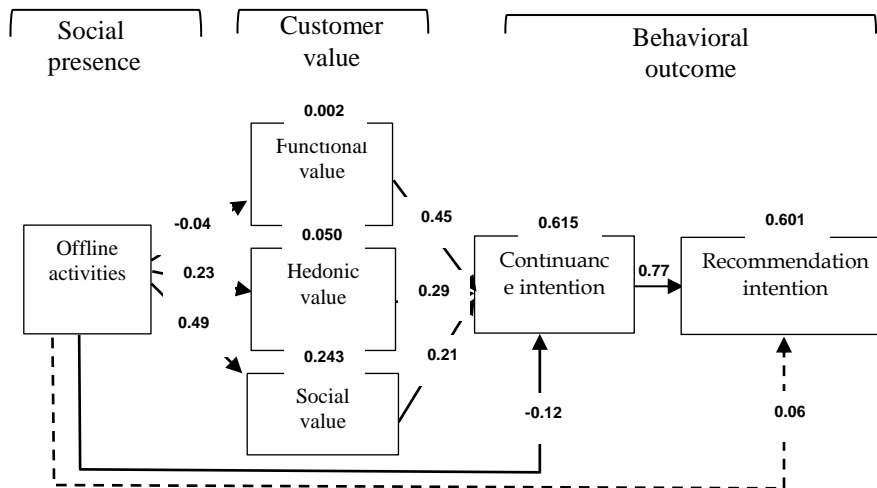 Social
presence
Customer
value
Behavioral
outcome
0.002
Functional
value
-0.04
0.45
0.050
0.615
0.601
Offline
activities
0.23
Hedonic
value
0.29
Continuanc
e intention
0.77
Recommendation
intention
0.49
0.243
0.21
Social
value
-0.12
0.06